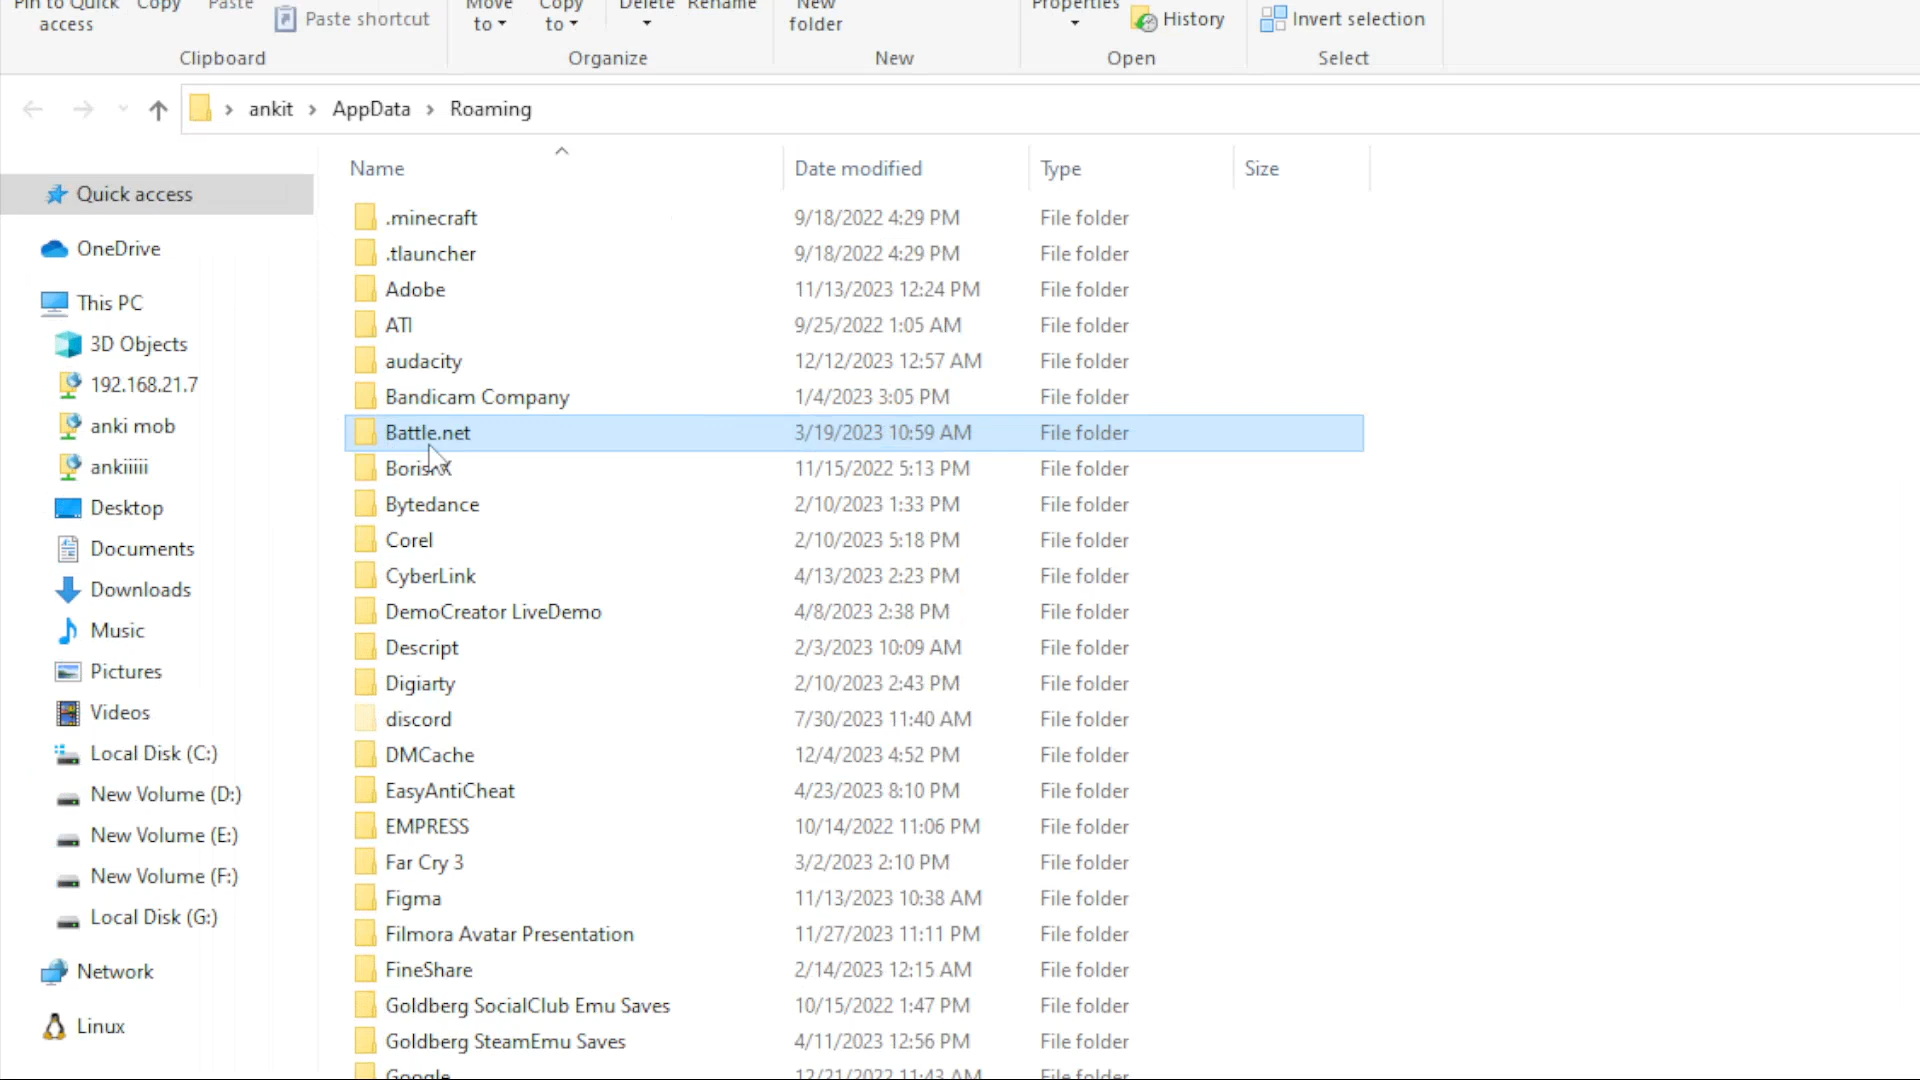 Pin to Quick access
Copy
Paste
Paste shortcut
Clipboard
Move to
Copy to
Delete
Rename
Organize
New folder
New
Properties
History
Open
Invert selection
Select
ankit > AppData > Roaming
Name Date modified Type Size
Quick access
OneDrive
This PC
3D Objects
192.168.21.7
anki mob
ankiiiii
Desktop
Documents
Downloads
Music
Pictures
Videos
Local Disk (C:)
New Volume (D:)
New Volume (E:)
New Volume (F:)
Local Disk (G:)
Network
Linux
.minecraft 9/18/2022 4:29 PM File folder
.tlauncher 9/18/2022 4:29 PM File folder
Adobe 11/13/2023 12:24 PM File folder
ATI 9/25/2022 1:05 AM File folder
audacity 12/12/2023 12:57 AM File folder
Bandicam Company 1/4/2023 3:05 PM File folder
Battle.net 3/19/2023 10:59 AM File folder
BorisFX 11/15/2022 5:13 PM File folder
Bytedance 2/10/2023 1:33 PM File folder
Corel 2/10/2023 5:18 PM File folder
CyberLink 4/13/2023 2:23 PM File folder
DemoCreator LiveDemo 4/8/2023 2:38 PM File folder
Descript 2/3/2023 10:09 AM File folder
Digiarty 2/10/2023 2:43 PM File folder
discord 7/30/2023 11:40 AM File folder
DMCache 12/4/2023 4:52 PM File folder
EasyAntiCheat 4/23/2023 8:10 PM File folder
EMPRESS 10/14/2022 11:06 PM File folder
Far Cry 3 3/2/2023 2:10 PM File folder
Figma 11/13/2023 10:38 AM File folder
Filmora Avatar Presentation 11/27/2023 11:11 PM File folder
FineShare 2/14/2023 12:15 AM File folder
Goldberg SocialClub Emu Saves 10/15/2022 1:47 PM File folder
Goldberg SteamEmu Saves 4/11/2023 12:56 PM File folder
Google 12/21/2022 11:43 AM File folder